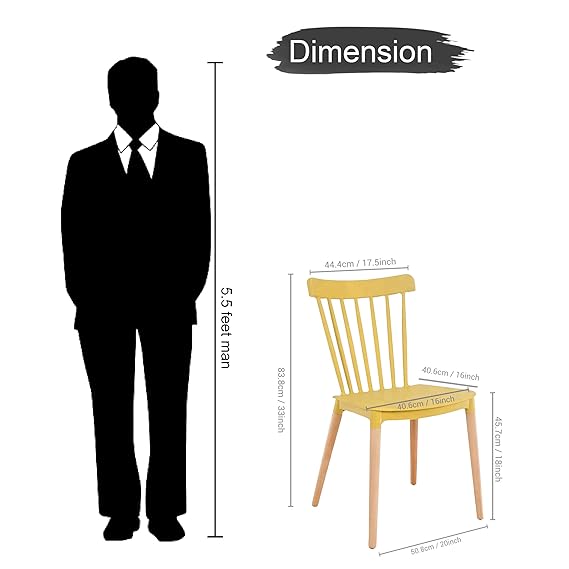 Dimension
5.5 feet man
44.4cm / 17.5inch
83.8cm / 33inch
40.6cm / 16inch
40.6cm / 16inch
45.7cm / 18inch
50.8cm / 20inch